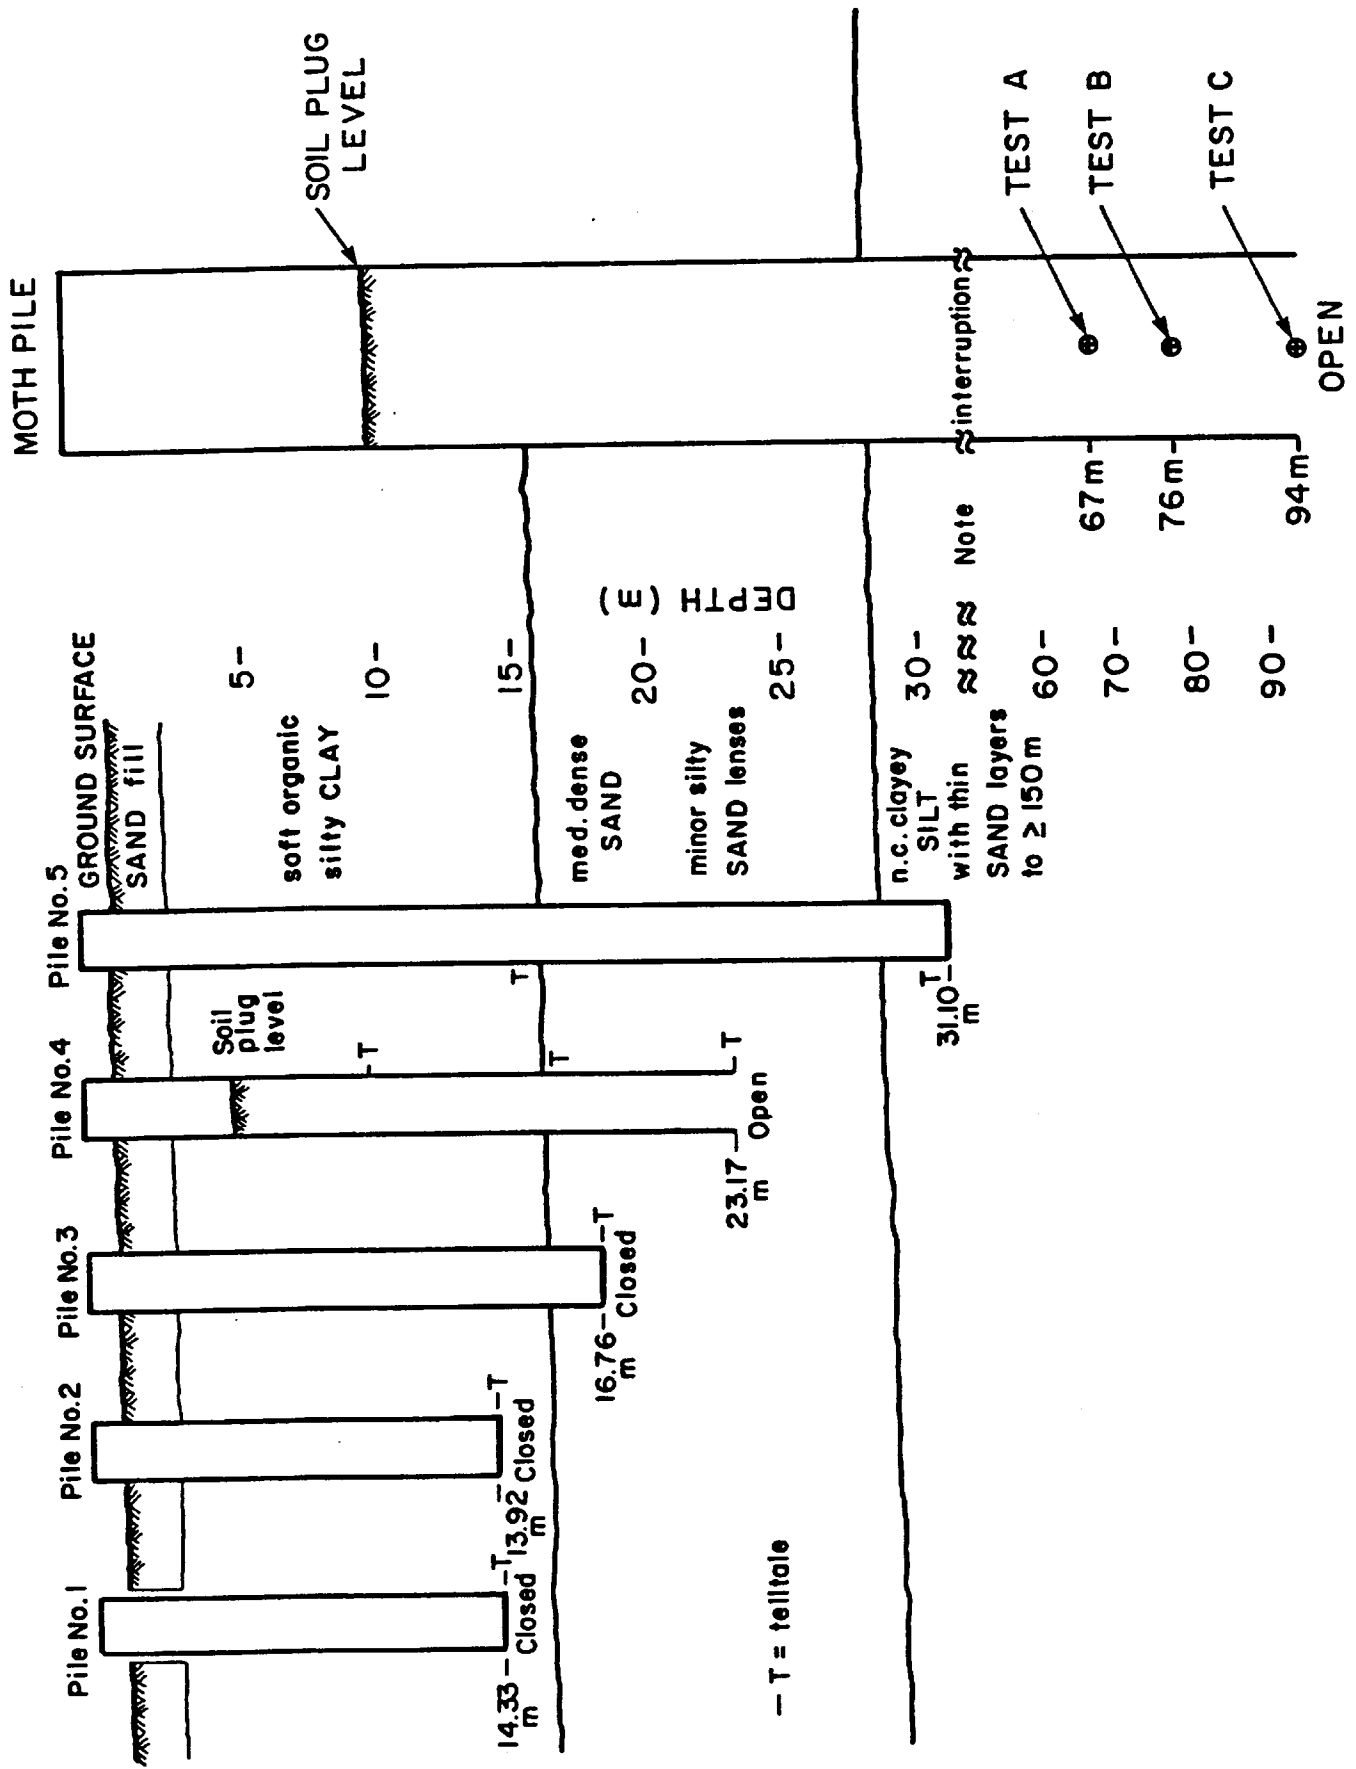 Pile No.1
Pile No.2
Pile No.3
Pile No.4
Pile No.5
MOTH PILE
GROUND SURFACE
SAND fill
SOIL PLUG
LEVEL
Soil
plug
level
soft organic
silty CLAY
5-
10-
15-
20-
25-
30-
DEPTH (m)
T
T
T
T
T
T
T
T
14.33-
m
Closed
13.92
m
Closed
16.76-
m
Closed
23.17
m
Open
31.10-
m
med. dense
SAND
minor silty
SAND lenses
n.c. clayey
SILT
with thin
SAND layers
to ≥ 150m
≈ ≈ ≈ ≈ Note ≈ interruption ≈
60-
70-
80-
90-
67m-
76m-
94m-
TEST A
TEST B
TEST C
OPEN
- T = telltale